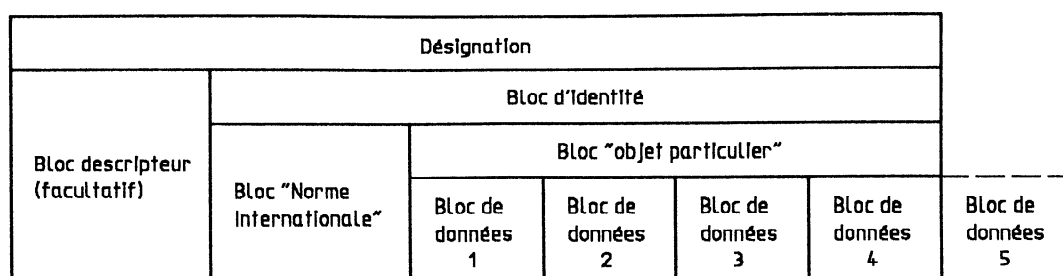 Désignation
Bloc d'identité
Bloc descripteur
(facultatif)
Bloc "Norme
internationale"
Bloc "objet particulier"
Bloc de
données
1
Bloc de
données
2
Bloc de
données
3
Bloc de
données
4
Bloc de
données
5